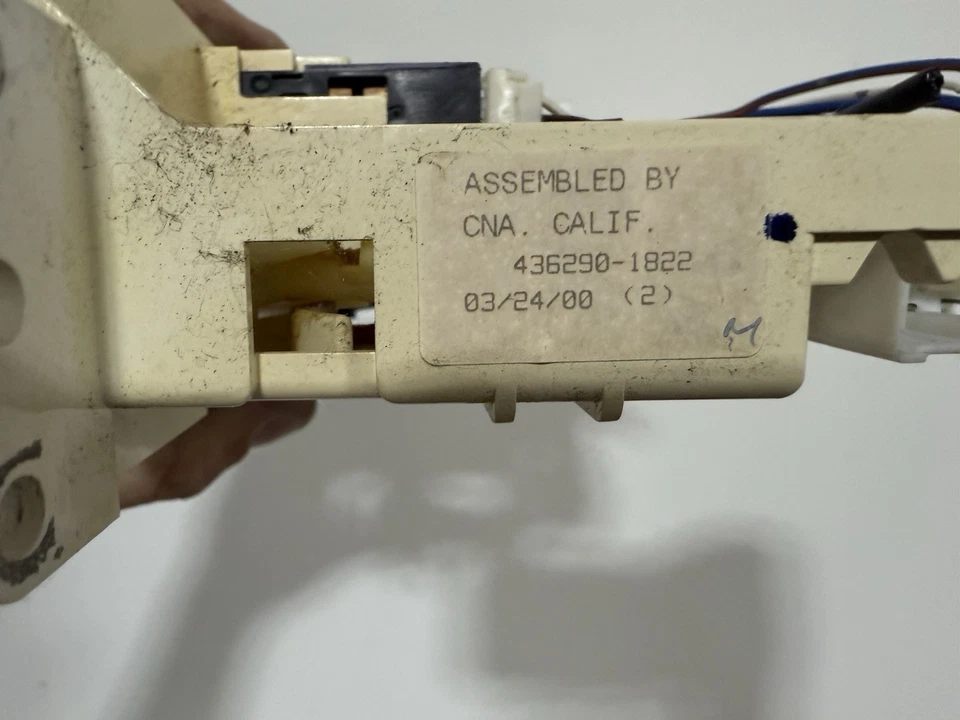 ASSEMBLED BY
CNA. CALIF.
436290-1822
03/24/00 (2)